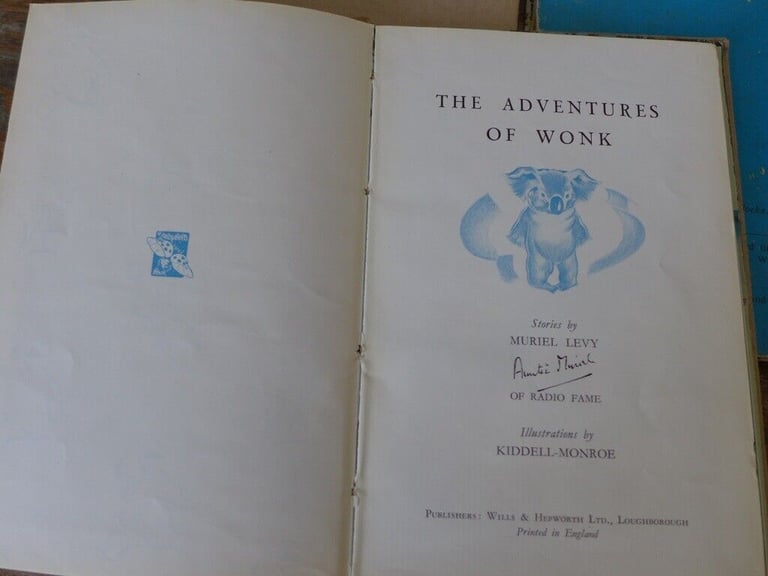 THE ADVENTURES
OF WONK
Stories by
MURIEL LEVY
Auntie Muriel
OF RADIO FAME
Illustrations by
KIDDELL-MONROE
PUBLISHERS: WILLS & HEPWORTH LTD., LOUGHBOROUGH
Printed in England